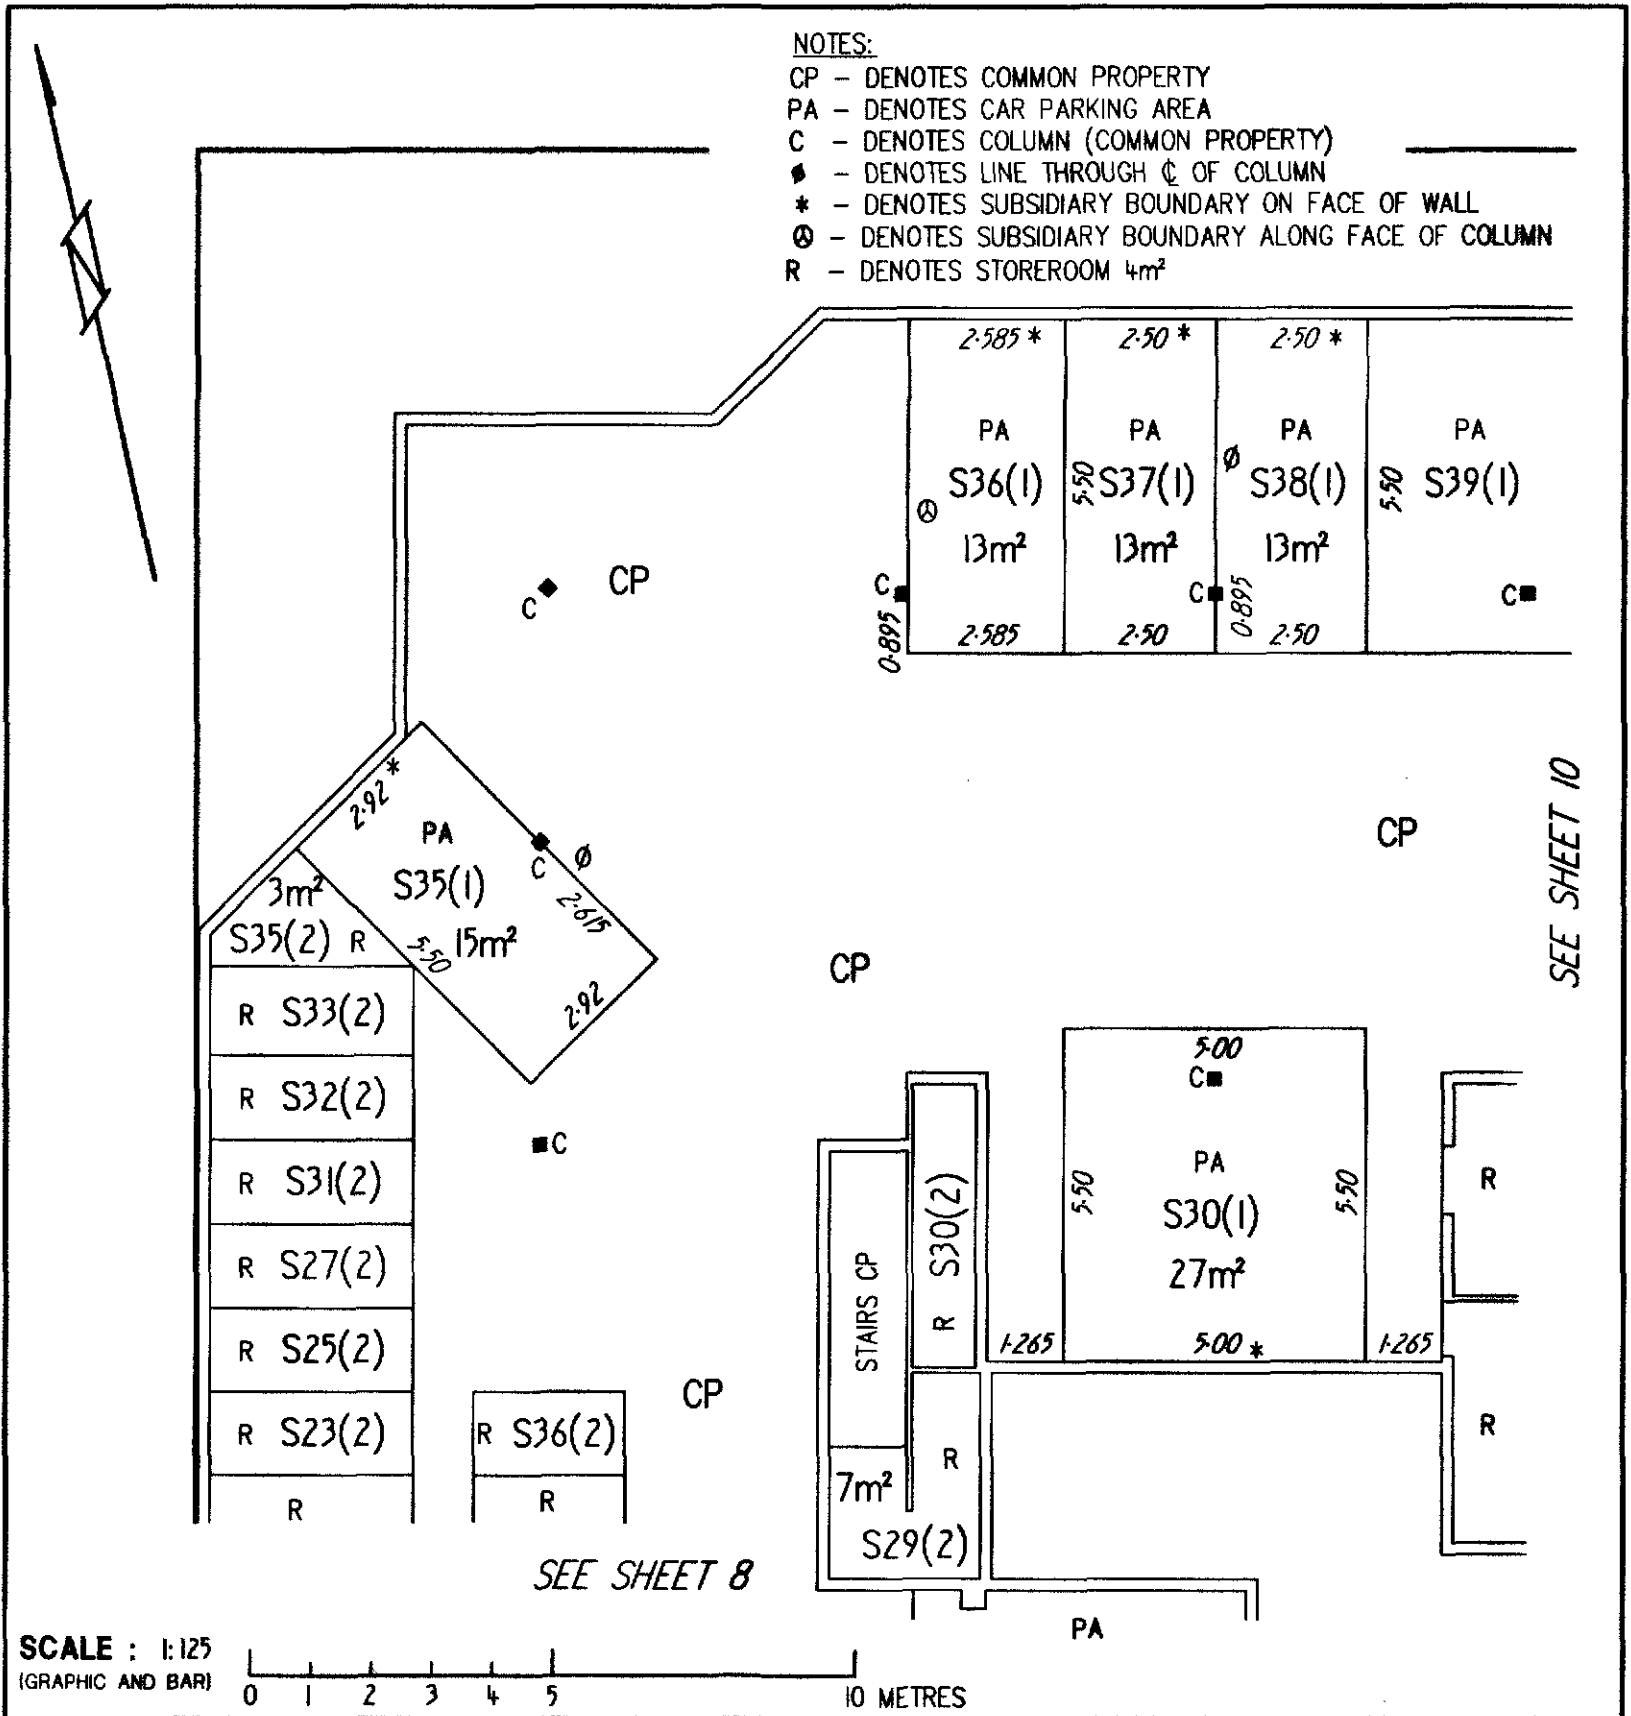 NOTES:
CP – DENOTES COMMON PROPERTY
PA – DENOTES CAR PARKING AREA
C – DENOTES COLUMN (COMMON PROPERTY)
⧫ – DENOTES LINE THROUGH ℄ OF COLUMN
* – DENOTES SUBSIDIARY BOUNDARY ON FACE OF WALL
– DENOTES SUBSIDIARY BOUNDARY ALONG FACE OF COLUMN
R – DENOTES STOREROOM 4m²
2·585 * 2·50 * 2·50 *
PA PA PA PA
S36(1) 5·50 S37(1) ø S38(1) 5·50 S39(1)
13m² 13m² 13m²
C C C
0·895 2·585 2·50 0·895 2·50
C CP
2·92 *
PA
S35(1)
15m²
C ø
2·615
5·50
2·92
3m²
S35(2) R
CP
CP
SEE SHEET 10
R S33(2)
R S32(2)
R S31(2)
R S27(2)
R S25(2)
R S23(2)
R
C
R S36(2)
R
CP
STAIRS CP
R S30(2)
7m²
R
S29(2)
5·00
C
PA
5·50 S30(1) 5·50
27m²
1·265 5·00 * 1·265
R
R
PA
SEE SHEET 8
SCALE : 1:125
(GRAPHIC AND BAR)
0 1 2 3 4 5 10 METRES